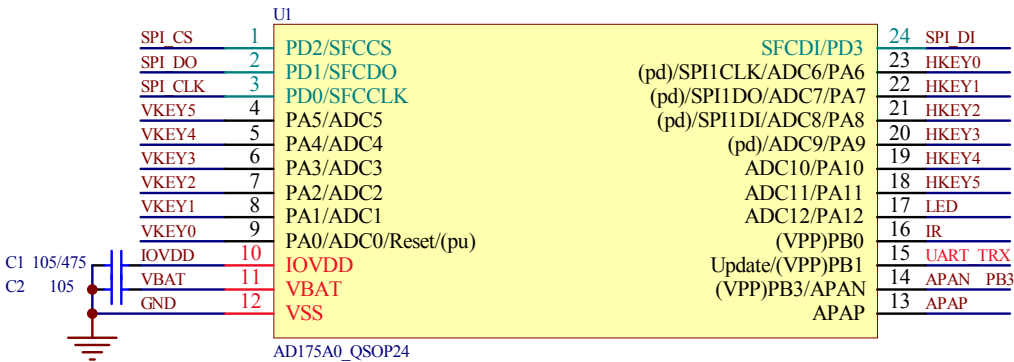 U1
SPI_CS 1 PD2/SFCCS SFCDI/PD3 24 SPI_DI
SPI_DO 2 PD1/SFCDO (pd)/SPI1CLK/ADC6/PA6 23 HKEY0
SPI_CLK 3 PD0/SFCCLK (pd)/SPI1DO/ADC7/PA7 22 HKEY1
VKEY5 4 PA5/ADC5 (pd)/SPI1DI/ADC8/PA8 21 HKEY2
VKEY4 5 PA4/ADC4 (pd)/ADC9/PA9 20 HKEY3
VKEY3 6 PA3/ADC3 ADC10/PA10 19 HKEY4
VKEY2 7 PA2/ADC2 ADC11/PA11 18 HKEY5
VKEY1 8 PA1/ADC1 ADC12/PA12 17 LED
VKEY0 9 PA0/ADC0/Reset/(pu) (VPP)PB0 16 IR
C1 105/475 IOVDD 10 IOVDD Update/(VPP)PB1 15 UART_TRX
C2 105 VBAT 11 VBAT (VPP)PB3/APAN 14 APAN PB3
GND 12 VSS APAP 13 APAP
AD175A0_QSOP24